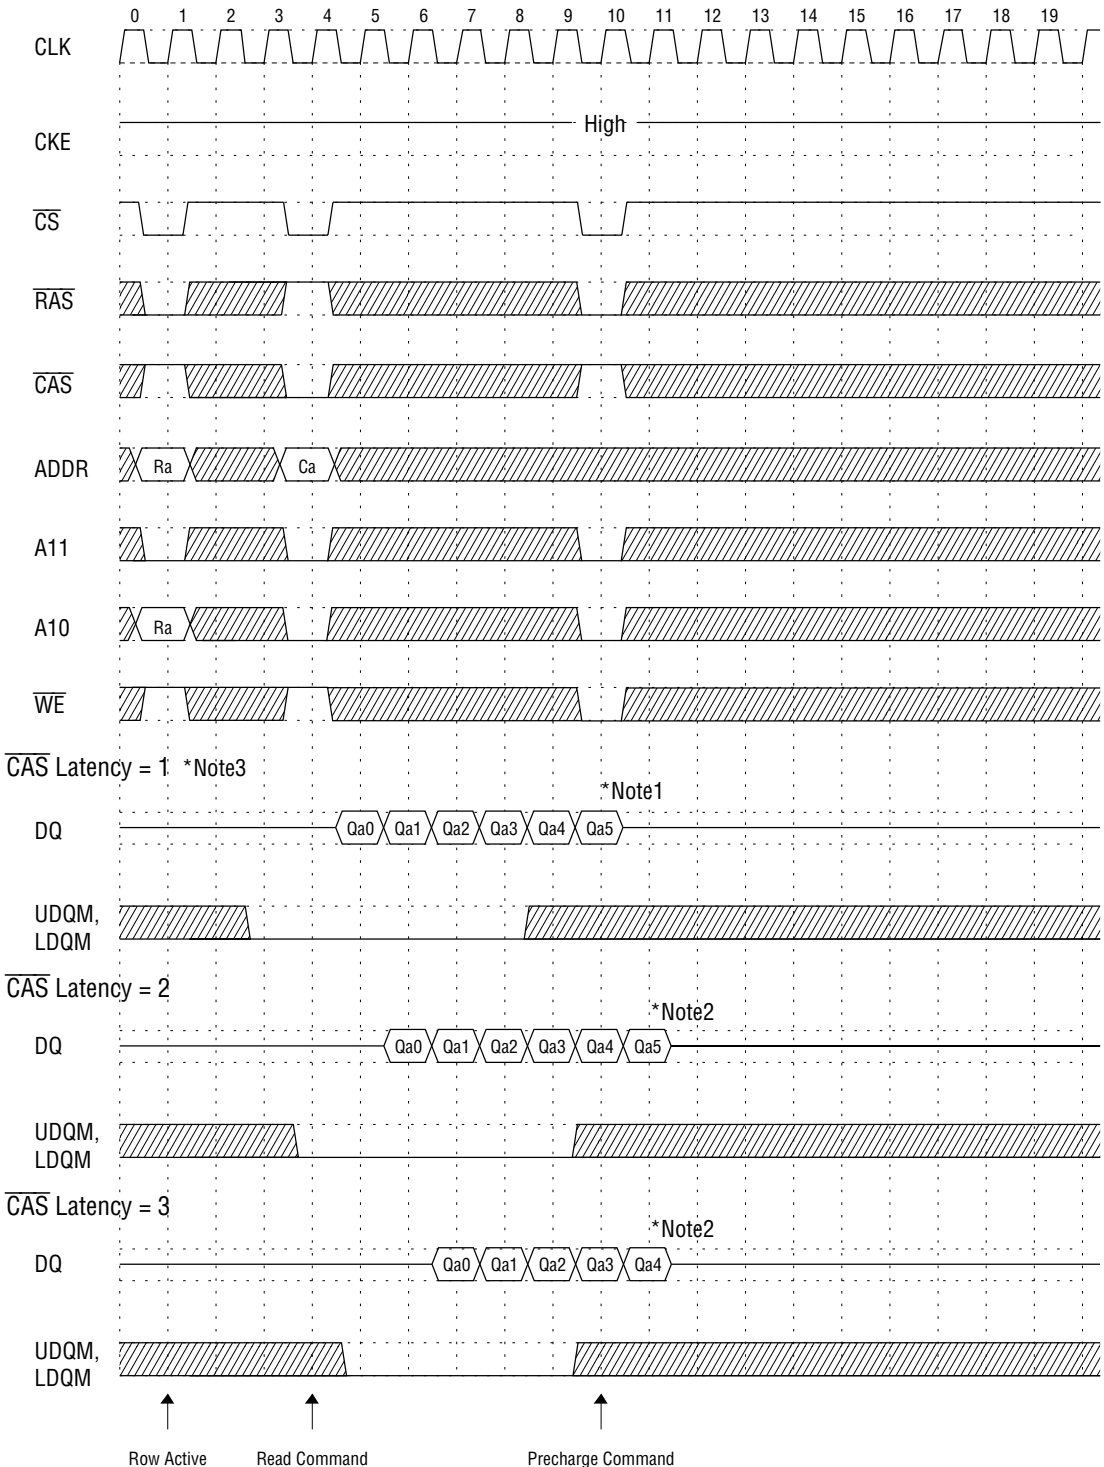 0 1 2 3 4 5 6 7 8 9 10 11 12 13 14 15 16 17 18 19
CLK
CKE High
CS
RAS
CAS
ADDR Ra Ca
A11
A10 Ra
WE
CAS Latency = 1 *Note3
*Note1
DQ Qa0 Qa1 Qa2 Qa3 Qa4 Qa5
UDQM,
LDQM
CAS Latency = 2
*Note2
DQ Qa0 Qa1 Qa2 Qa3 Qa4 Qa5
UDQM,
LDQM
CAS Latency = 3
*Note2
DQ Qa0 Qa1 Qa2 Qa3 Qa4
UDQM,
LDQM
Row Active Read Command Precharge Command